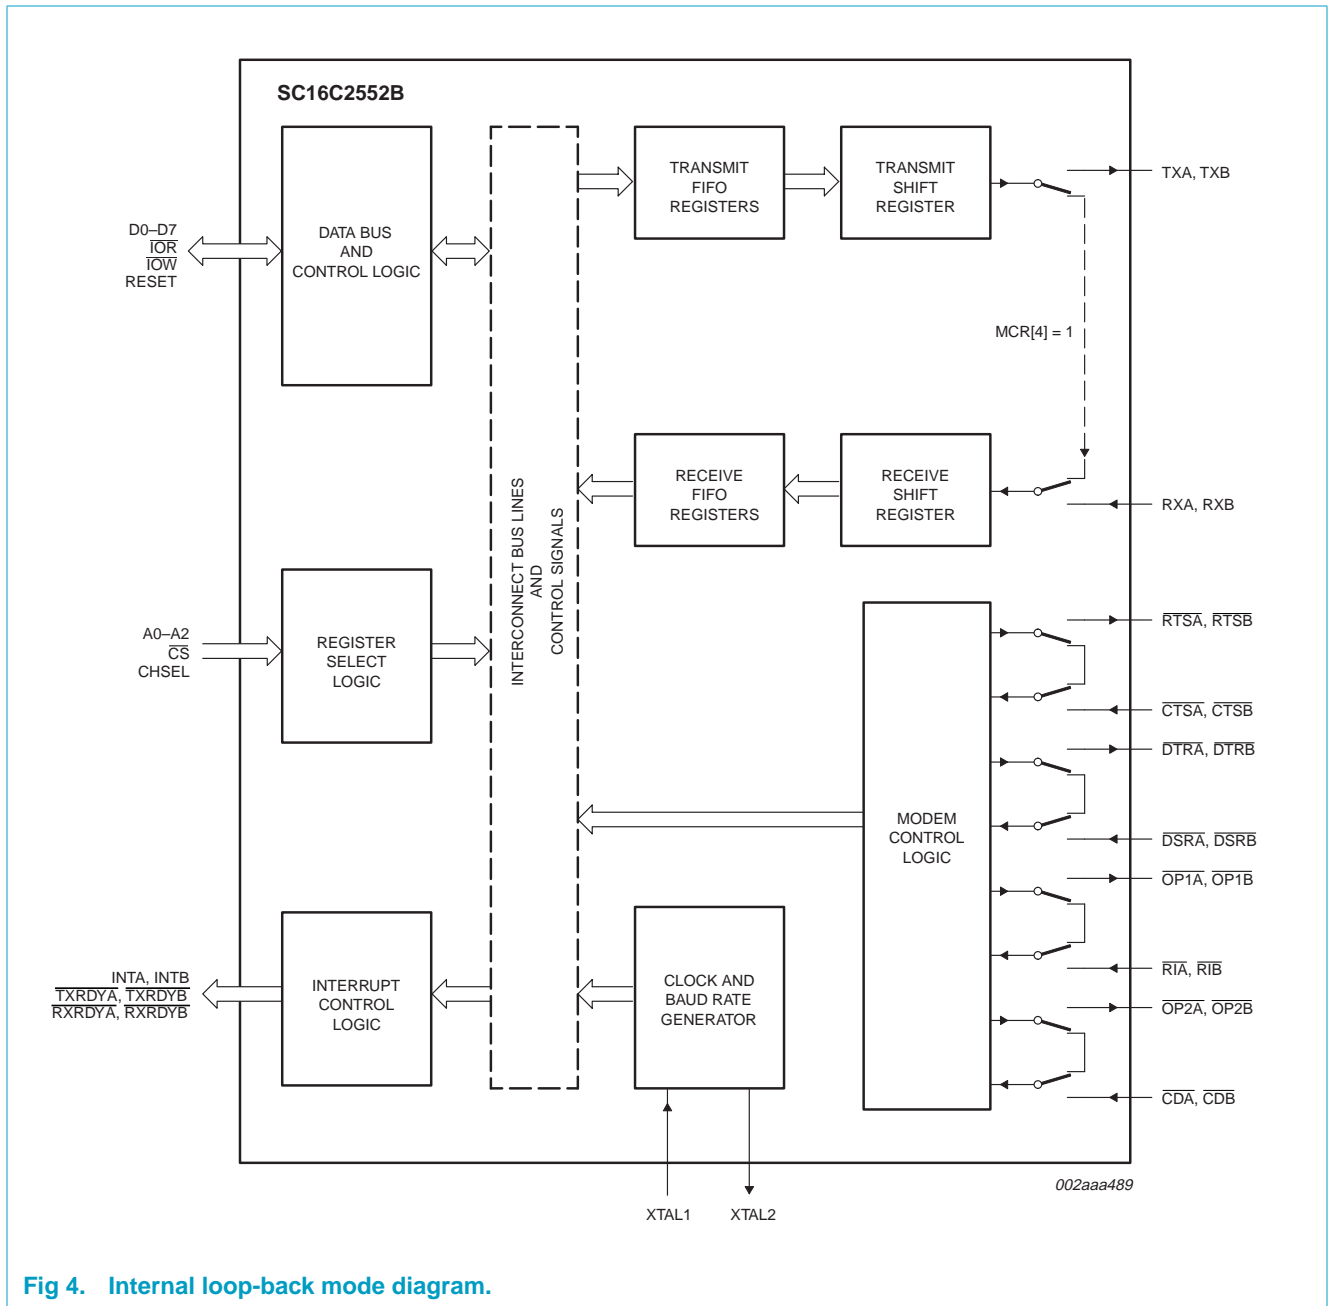 SC16C2552B
D0–D7
IOR
IOW
RESET
DATA BUS
AND
CONTROL LOGIC
A0–A2
CS
CHSEL
REGISTER
SELECT
LOGIC
INTA, INTB
TXRDYA, TXRDYB
RXRDYA, RXRDYB
INTERRUPT
CONTROL
LOGIC
INTERCONNECT BUS LINES
AND
CONTROL SIGNALS
TRANSMIT
FIFO
REGISTERS
TRANSMIT
SHIFT
REGISTER
TXA, TXB
MCR[4] = 1
RECEIVE
FIFO
REGISTERS
RECEIVE
SHIFT
REGISTER
RXA, RXB
MODEM
CONTROL
LOGIC
RTSA, RTSB
CTSA, CTSB
DTRA, DTRB
DSRA, DSRB
OP1A, OP1B
RIA, RIB
OP2A, OP2B
CDA, CDB
CLOCK AND
BAUD RATE
GENERATOR
XTAL1
XTAL2
002aaa489
Fig 4. Internal loop-back mode diagram.